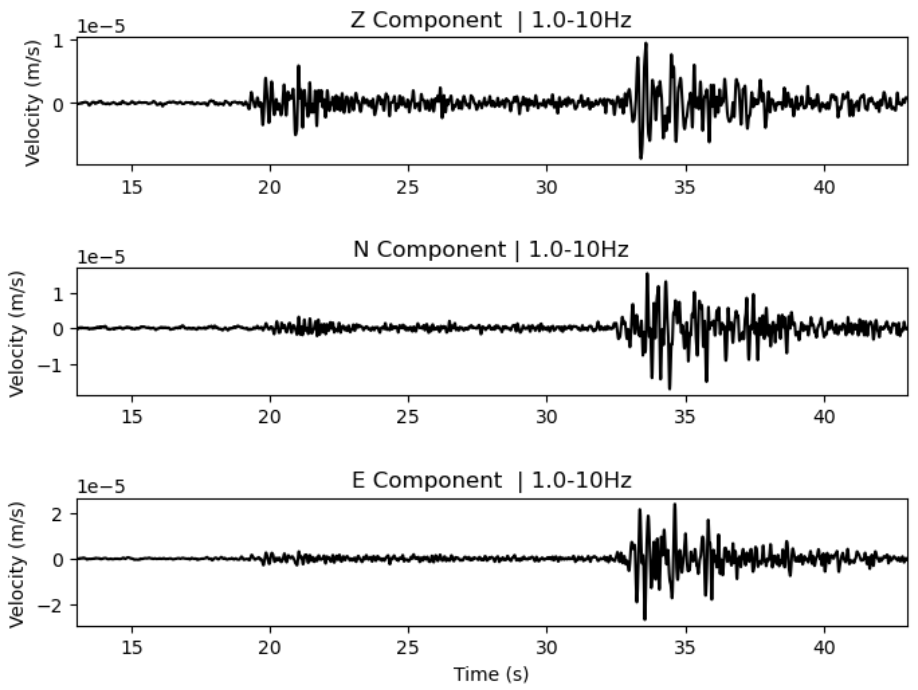 Z Component | 1.0-10Hz
1e−5
Velocity (m/s)
1
0
15 20 25 30 35 40
N Component | 1.0-10Hz
1e−5
Velocity (m/s)
1
0
−1
15 20 25 30 35 40
E Component | 1.0-10Hz
1e−5
Velocity (m/s)
2
0
−2
15 20 25 30 35 40
Time (s)